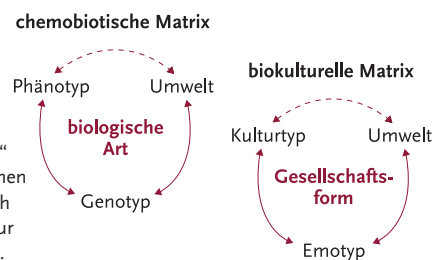 chemobiotische Matrix
Phänotyp Umwelt
biologische
Art
Genotyp
biokulturelle Matrix
Kulturtyp Umwelt
Gesellschafts-
form
Emotyp
“